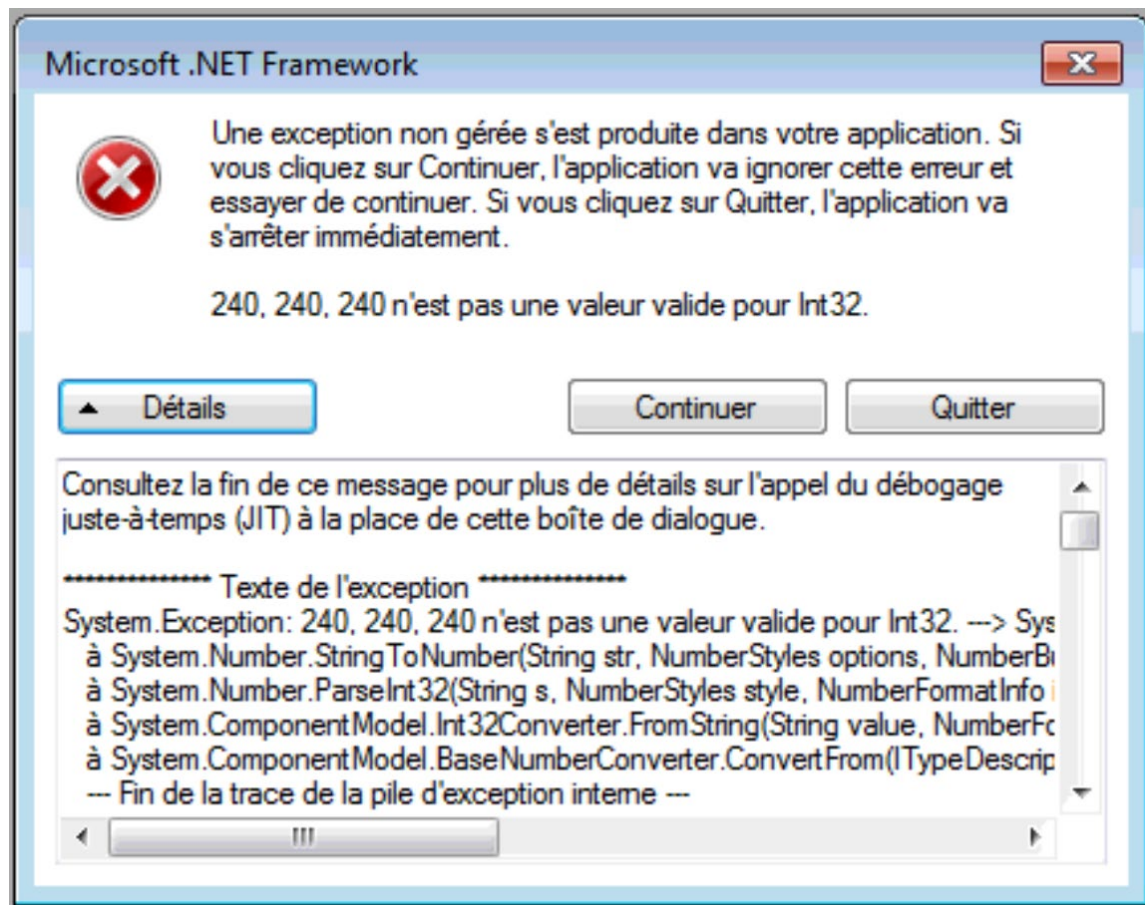 Microsoft .NET Framework
Une exception non gérée s'est produite dans votre application. Si
vous cliquez sur Continuer, l'application va ignorer cette erreur et
essayer de continuer. Si vous cliquez sur Quitter, l'application va
s'arrêter immédiatement.
240, 240, 240 n'est pas une valeur valide pour Int32.
Détails
Continuer
Quitter
Consultez la fin de ce message pour plus de détails sur l'appel du débogage
juste-à-temps (JIT) à la place de cette boîte de dialogue.
************** Texte de l'exception **************
System.Exception: 240, 240, 240 n'est pas une valeur valide pour Int32. ---> Sys
à System.Number.StringToNumber(String str, NumberStyles options, NumberBu
à System.Number.ParseInt32(String s, NumberStyles style, NumberFormatInfo i
à System.ComponentModel.Int32Converter.FromString(String value, NumberFo
à System.ComponentModel.BaseNumberConverter.ConvertFrom(ITypeDescrip
--- Fin de la trace de la pile d'exception interne ---